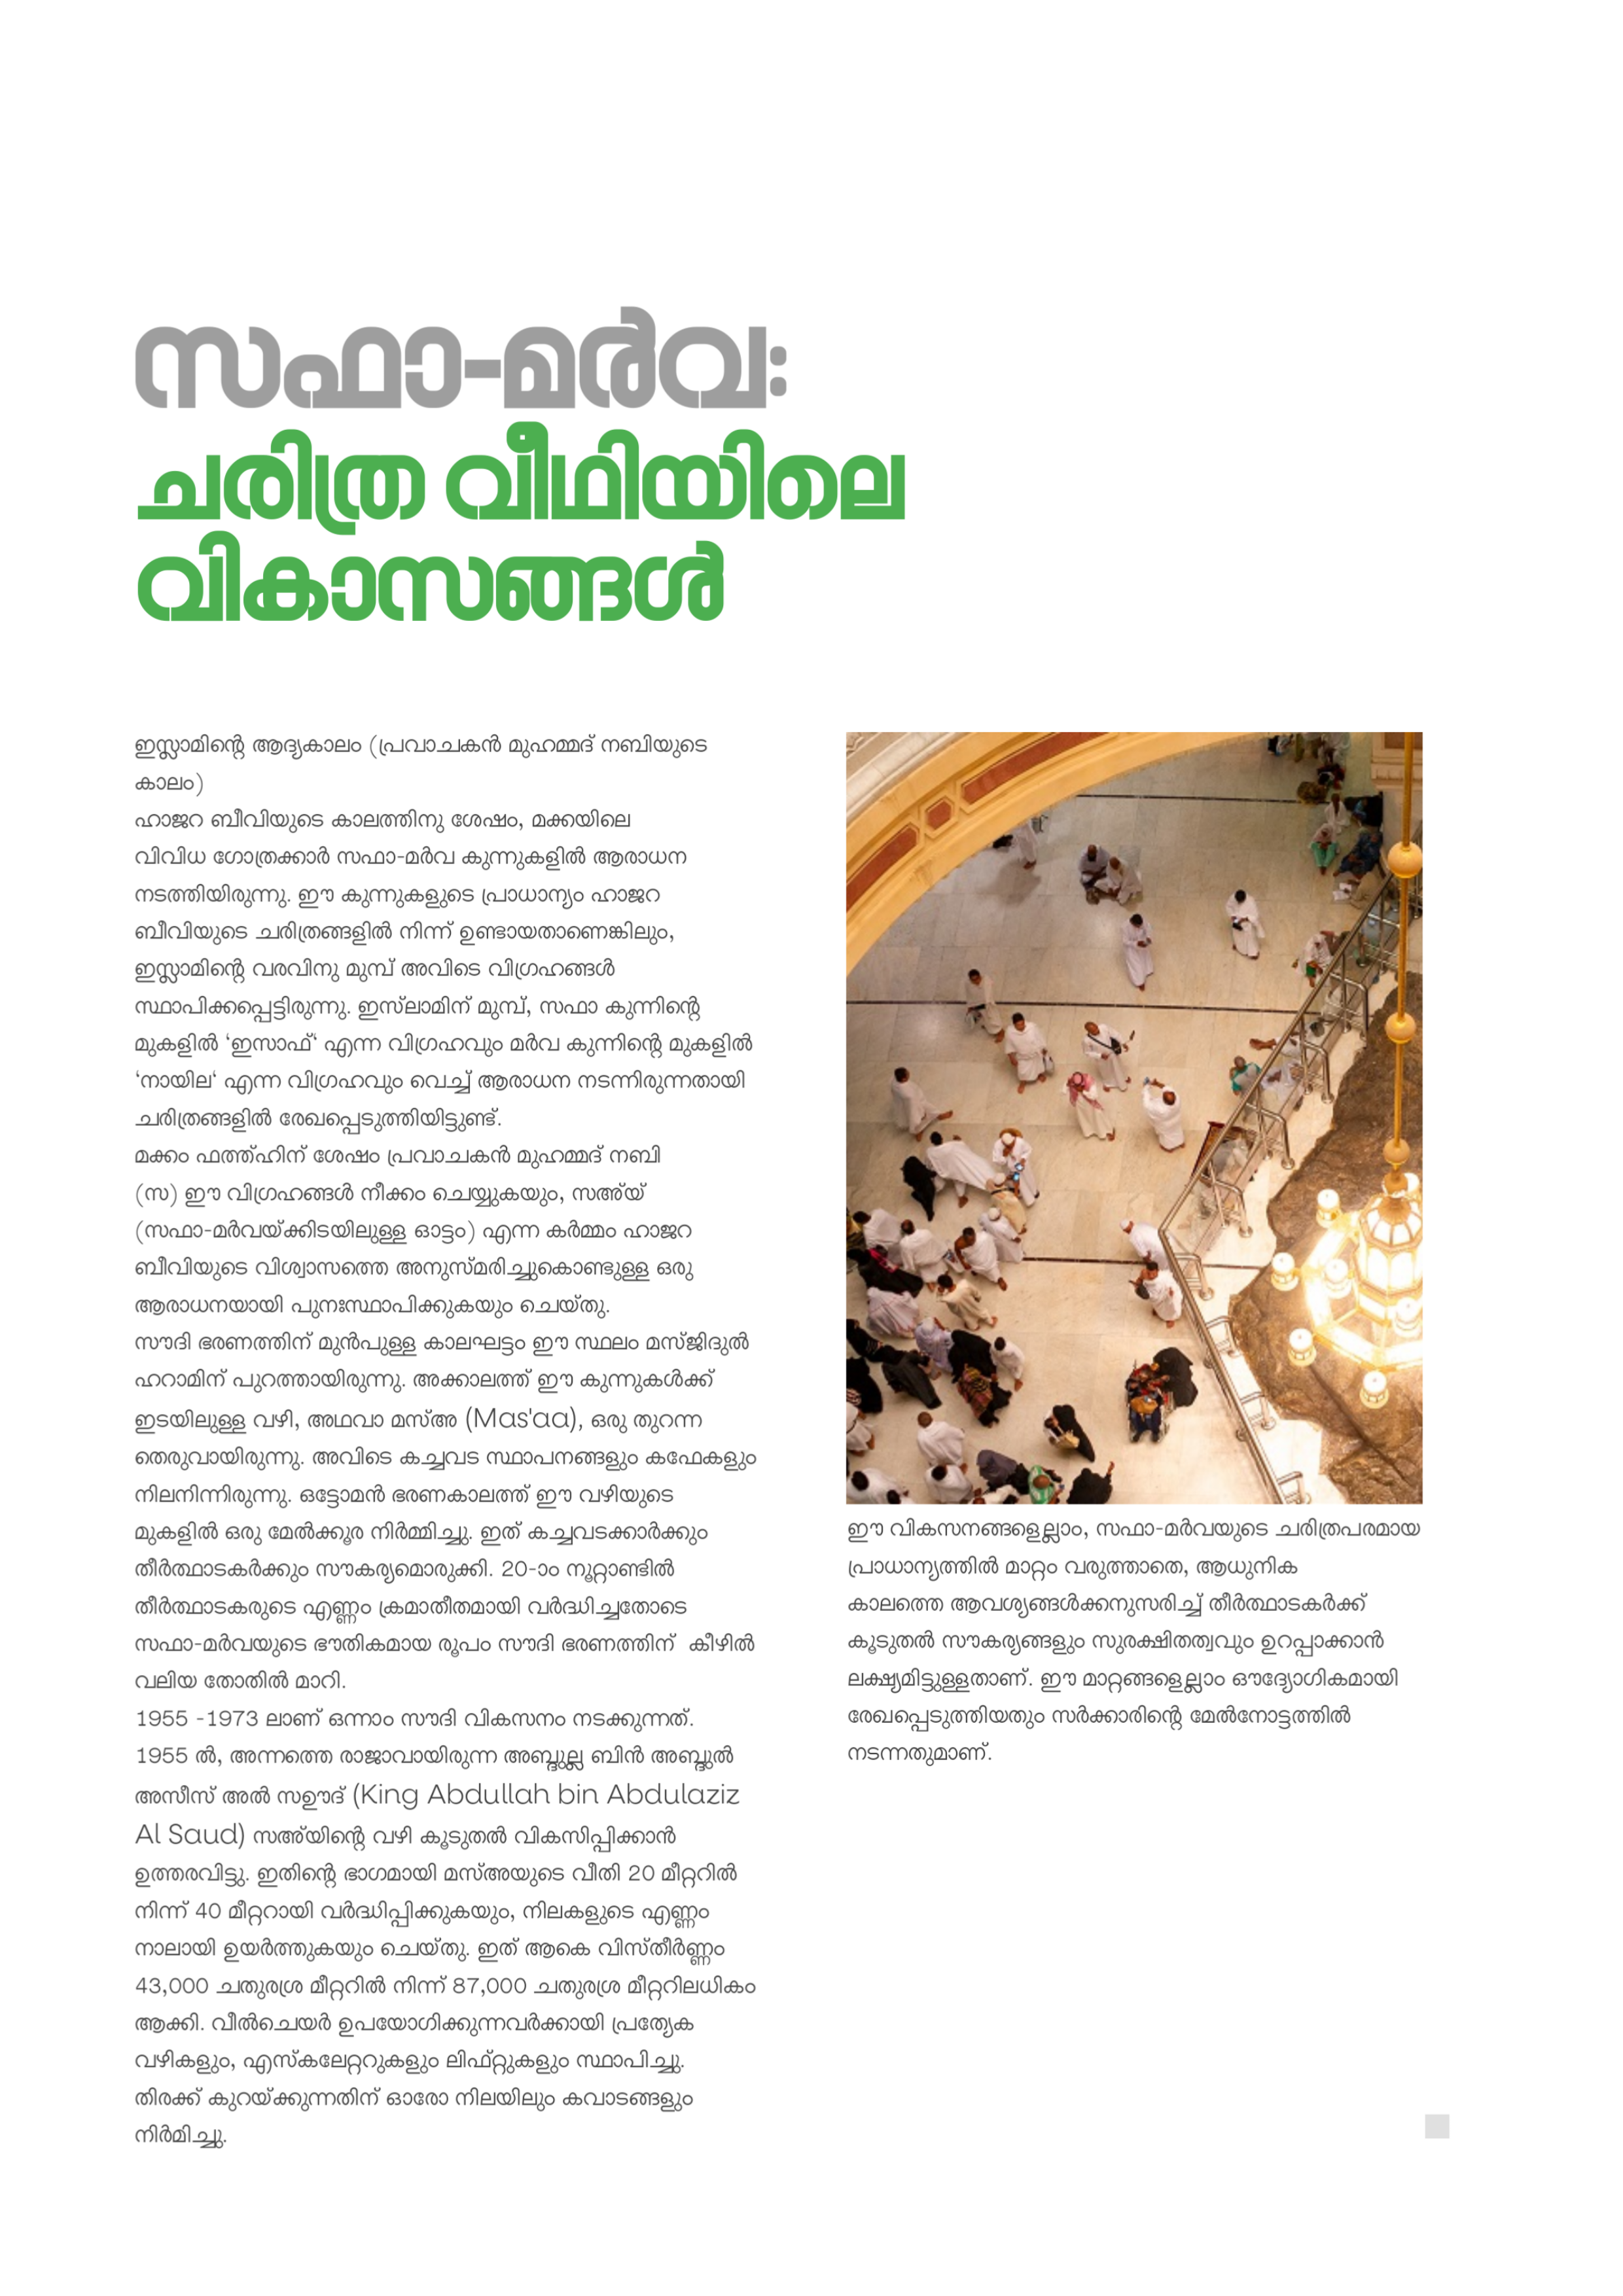 സഫാ-മർവ:
ചരിത്ര വീഥിയിലെ
വികാസങ്ങൾ
ഇസ്ലാമിന്റെ ആദ്യകാലം (പ്രവാചകൻ മുഹമ്മദ് നബിയുടെ
കാലം)
ഹാജറ ബീവിയുടെ കാലത്തിനു ശേഷം, മക്കയിലെ
വിവിധ ഗോത്രക്കാർ സഫാ-മർവ കുന്നുകളിൽ ആരാധന
നടത്തിയിരുന്നു. ഈ കുന്നുകളുടെ പ്രാധാന്യം ഹാജറ
ബീവിയുടെ ചരിത്രങ്ങളിൽ നിന്ന് ഉണ്ടായതാണെങ്കിലും,
ഇസ്ലാമിന്റെ വരവിനു മുമ്പ് അവിടെ വിഗ്രഹങ്ങൾ
സ്ഥാപിക്കപ്പെട്ടിരുന്നു. ഇസ്‌ലാമിന് മുമ്പ്, സഫാ കുന്നിന്റെ
മുകളിൽ ‘ഇസാഫ്‘ എന്ന വിഗ്രഹവും മർവ കുന്നിന്റെ മുകളിൽ
‘നായില‘ എന്ന വിഗ്രഹവും വെച്ച് ആരാധന നടന്നിരുന്നതായി
ചരിത്രങ്ങളിൽ രേഖപ്പെടുത്തിയിട്ടുണ്ട്.
മക്കം ഫത്ത്ഹിന് ശേഷം പ്രവാചകൻ മുഹമ്മദ് നബി
(സ) ഈ വിഗ്രഹങ്ങൾ നീക്കം ചെയ്യുകയും, സഅ്‌യ്
(സഫാ-മർവയ്ക്കിടയിലുള്ള ഓട്ടം) എന്ന കർമ്മം ഹാജറ
ബീവിയുടെ വിശ്വാസത്തെ അനുസ്മരിച്ചുകൊണ്ടുള്ള ഒരു
ആരാധനയായി പുനഃസ്ഥാപിക്കുകയും ചെയ്തു.
സൗദി ഭരണത്തിന് മുൻപുള്ള കാലഘട്ടം ഈ സ്ഥലം മസ്ജിദുൽ
ഹറാമിന് പുറത്തായിരുന്നു. അക്കാലത്ത് ഈ കുന്നുകൾക്ക്
ഇടയിലുള്ള വഴി, അഥവാ മസ്അ (Mas'aa), ഒരു തുറന്ന
തെരുവായിരുന്നു. അവിടെ കച്ചവട സ്ഥാപനങ്ങളും കഫേകളും
നിലനിന്നിരുന്നു. ഒട്ടോമൻ ഭരണകാലത്ത് ഈ വഴിയുടെ
മുകളിൽ ഒരു മേൽക്കൂര നിർമ്മിച്ചു. ഇത് കച്ചവടക്കാർക്കും
തീർത്ഥാടകർക്കും സൗകര്യമൊരുക്കി. 20-ാം നൂറ്റാണ്ടിൽ
തീർത്ഥാടകരുടെ എണ്ണം ക്രമാതീതമായി വർദ്ധിച്ചതോടെ
സഫാ-മർവയുടെ ഭൗതികമായ രൂപം സൗദി ഭരണത്തിന് കീഴിൽ
വലിയ തോതിൽ മാറി.
1955 -1973 ലാണ് ഒന്നാം സൗദി വികസനം നടക്കുന്നത്.
1955 ൽ, അന്നത്തെ രാജാവായിരുന്ന അബ്ദുല്ല ബിൻ അബ്ദുൽ
അസീസ് അൽ സഊദ് (King Abdullah bin Abdulaziz
Al Saud) സഅ്‌യിന്റെ വഴി കൂടുതൽ വികസിപ്പിക്കാൻ
ഉത്തരവിട്ടു. ഇതിന്റെ ഭാഗമായി മസ്അയുടെ വീതി 20 മീറ്ററിൽ
നിന്ന് 40 മീറ്ററായി വർദ്ധിപ്പിക്കുകയും, നിലകളുടെ എണ്ണം
നാലായി ഉയർത്തുകയും ചെയ്തു. ഇത് ആകെ വിസ്തീർണ്ണം
43,000 ചതുരശ്ര മീറ്ററിൽ നിന്ന് 87,000 ചതുരശ്ര മീറ്ററിലധികം
ആക്കി. വീൽചെയർ ഉപയോഗിക്കുന്നവർക്കായി പ്രത്യേക
വഴികളും, എസ്കലേറ്ററുകളും ലിഫ്റ്റുകളും സ്ഥാപിച്ചു.
തിരക്ക് കുറയ്ക്കുന്നതിന് ഓരോ നിലയിലും കവാടങ്ങളും
നിർമിച്ചു.
ഈ വികസനങ്ങളെല്ലാം, സഫാ-മർവയുടെ ചരിത്രപരമായ
പ്രാധാന്യത്തിൽ മാറ്റം വരുത്താതെ, ആധുനിക
കാലത്തെ ആവശ്യങ്ങൾക്കനുസരിച്ച് തീർത്ഥാടകർക്ക്
കൂടുതൽ സൗകര്യങ്ങളും സുരക്ഷിതത്വവും ഉറപ്പാക്കാൻ
ലക്ഷ്യമിട്ടുള്ളതാണ്. ഈ മാറ്റങ്ങളെല്ലാം ഔദ്യോഗികമായി
രേഖപ്പെടുത്തിയതും സർക്കാരിന്റെ മേൽനോട്ടത്തിൽ
നടന്നതുമാണ്.